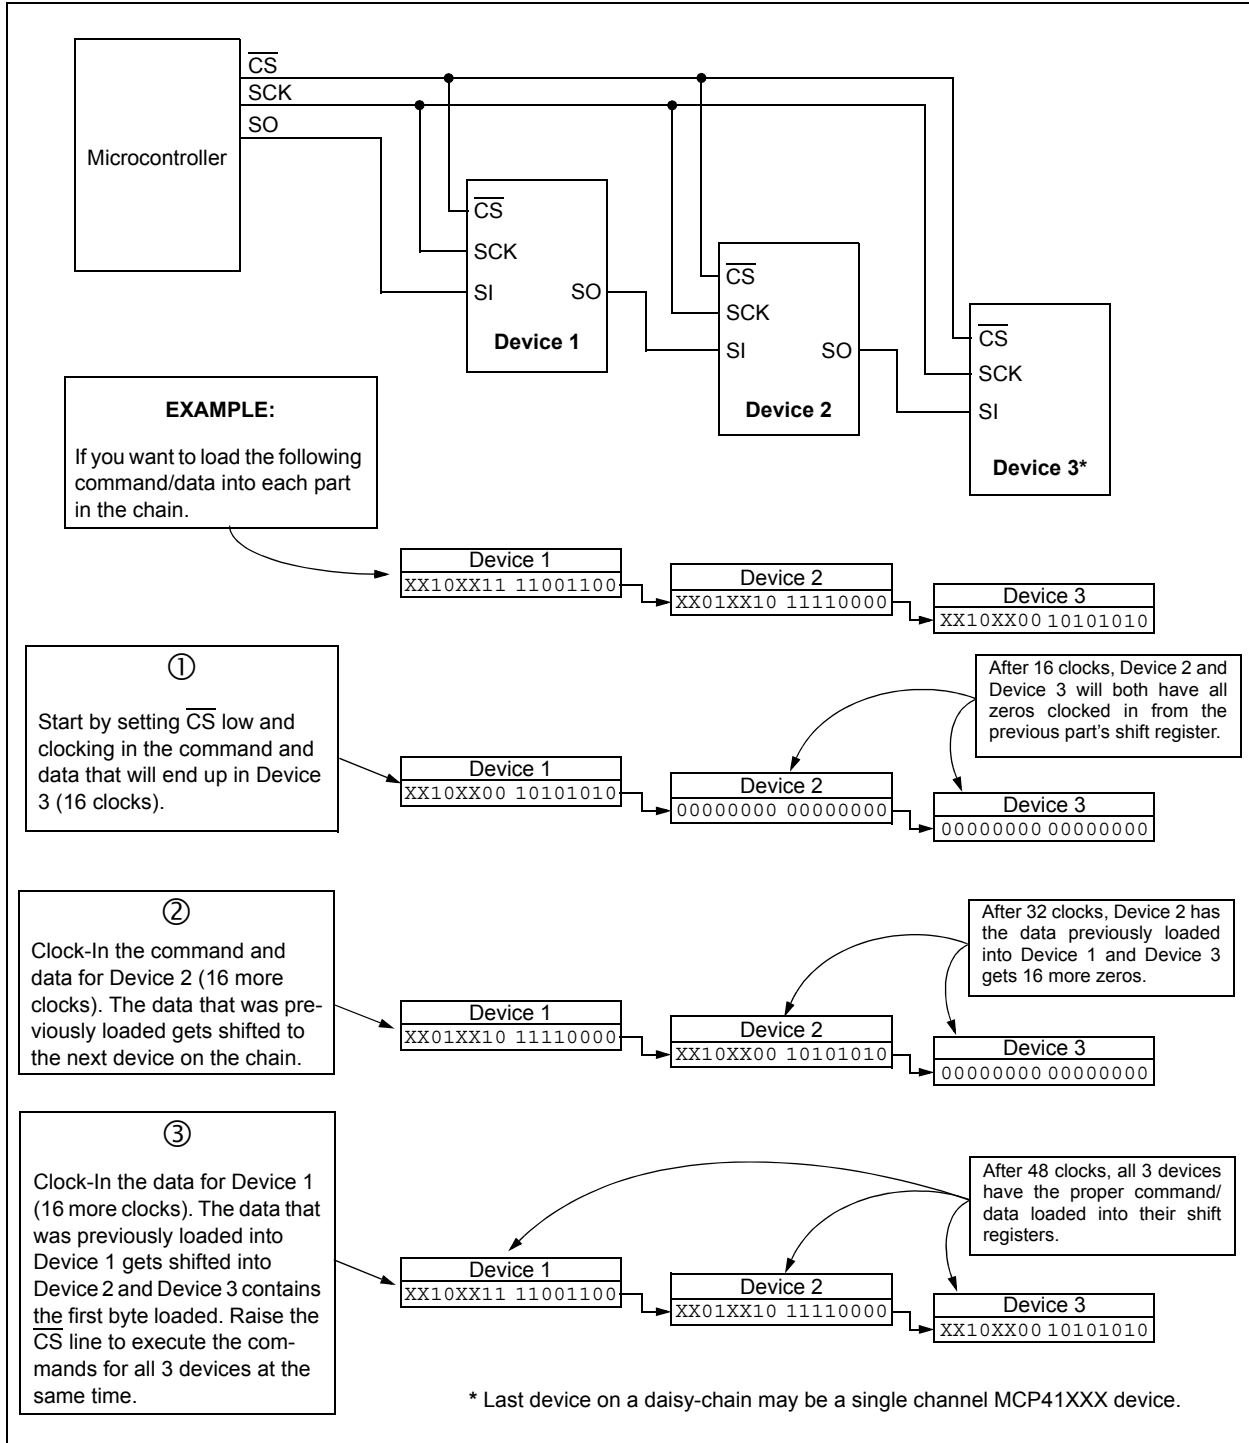 CS
SCK
SO
Microcontroller
CS
SCK
SI SO
Device 1
CS
SCK
SI SO
Device 2
CS
SCK
SI
Device 3*
EXAMPLE:
If you want to load the following
command/data into each part
in the chain.
Device 1
XX10XX11 11001100
Device 2
XX01XX10 11110000
Device 3
XX10XX00 10101010
①
Start by setting CS low and
clocking in the command and
data that will end up in Device
3 (16 clocks).
Device 1
XX10XX00 10101010
Device 2
00000000 00000000
Device 3
00000000 00000000
After 16 clocks, Device 2 and
Device 3 will both have all
zeros clocked in from the
previous part's shift register.
②
Clock-In the command and
data for Device 2 (16 more
clocks). The data that was pre-
viously loaded gets shifted to
the next device on the chain.
Device 1
XX01XX10 11110000
Device 2
XX10XX00 10101010
Device 3
00000000 00000000
After 32 clocks, Device 2 has
the data previously loaded
into Device 1 and Device 3
gets 16 more zeros.
③
Clock-In the data for Device 1
(16 more clocks). The data that
was previously loaded into
Device 1 gets shifted into
Device 2 and Device 3 contains
the first byte loaded. Raise the
CS line to execute the com-
mands for all 3 devices at the
same time.
Device 1
XX10XX11 11001100
Device 2
XX01XX10 11110000
Device 3
XX10XX00 10101010
After 48 clocks, all 3 devices
have the proper command/
data loaded into their shift
registers.
* Last device on a daisy-chain may be a single channel MCP41XXX device.